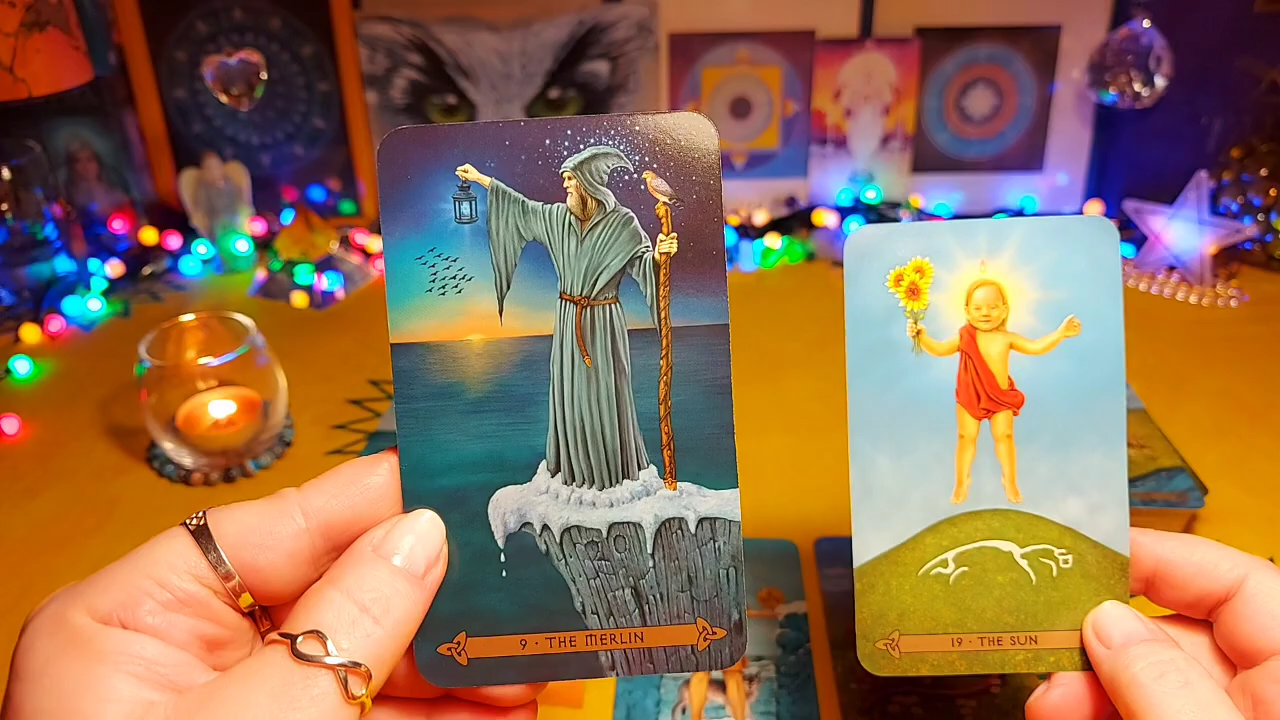 9 · THE MERLIN
19 · THE SUN